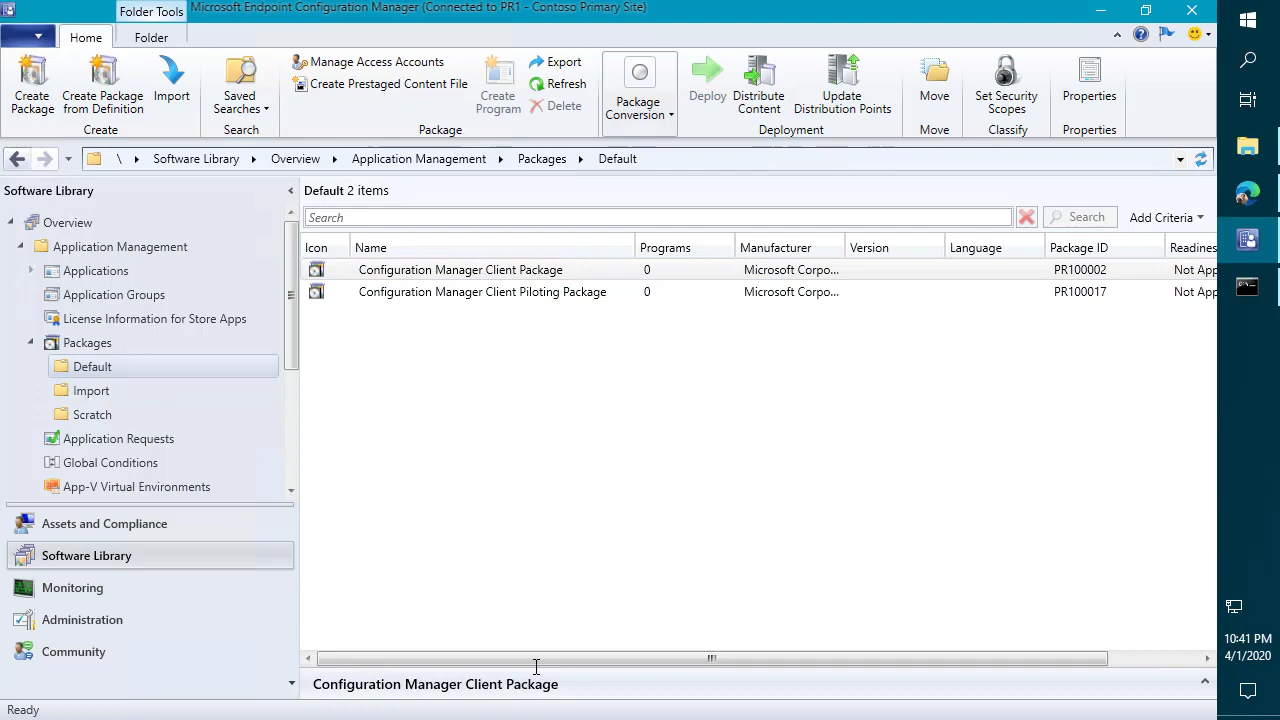 Folder Tools
Microsoft Endpoint Configuration Manager (Connected to PR1 - Contoso Primary Site)
Home
Folder
Create
Package
Create Package
from Definition
Import
Create
Saved
Searches
Search
Manage Access Accounts
Create Prestaged Content File
Create
Program
Export
Refresh
Delete
Package
Package
Conversion
Deploy
Distribute
Content
Update
Distribution Points
Deployment
Move
Move
Set Security
Scopes
Classify
Properties
Properties
\ Software Library Overview Application Management Packages Default
Software Library
Overview
Application Management
Applications
Application Groups
License Information for Store Apps
Packages
Default
Import
Scratch
Application Requests
Global Conditions
App-V Virtual Environments
Assets and Compliance
Software Library
Monitoring
Administration
Community
Default 2 items
Search
Search
Add Criteria
Icon Name Programs Manufacturer Version Language Package ID Readines
Configuration Manager Client Package 0 Microsoft Corpo... PR100002 Not App
Configuration Manager Client Piloting Package 0 Microsoft Corpo... PR100017 Not App
Configuration Manager Client Package
Ready
10:41 PM
4/1/2020